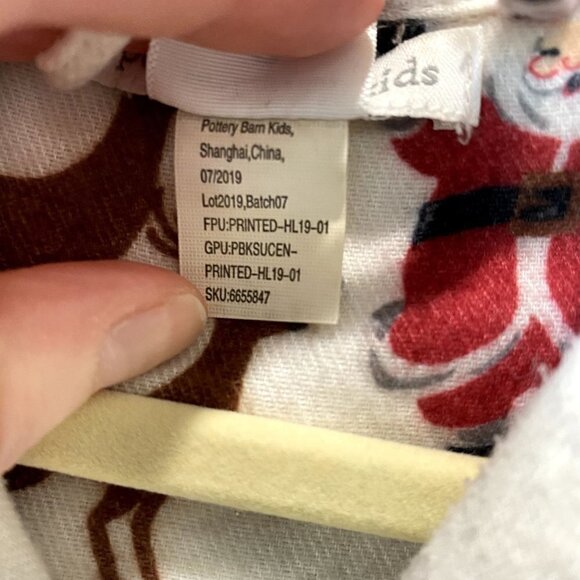 kids
Pottery Barn Kids,
Shanghai,China,
07/2019
Lot2019,Batch07
FPU:PRINTED-HL19-01
GPU:PBKSUCEN-
PRINTED-HL19-01
SKU:6655847